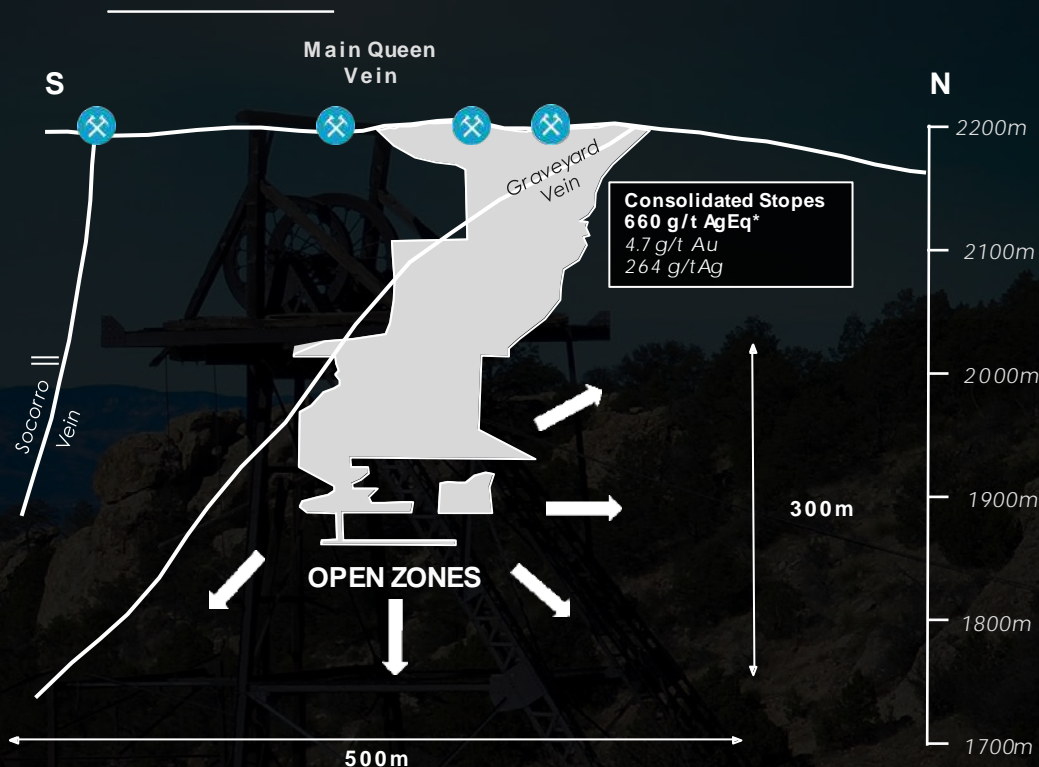 Main Queen
Vein
S
N
2200m
Graveyard
Vein
Consolidated Stopes
660 g/t AgEq*
4.7 g/t Au
264 g/t Ag
2100m
2000m
Socorro
Vein
1900m
300m
OPEN ZONES
1800m
1700m
500m